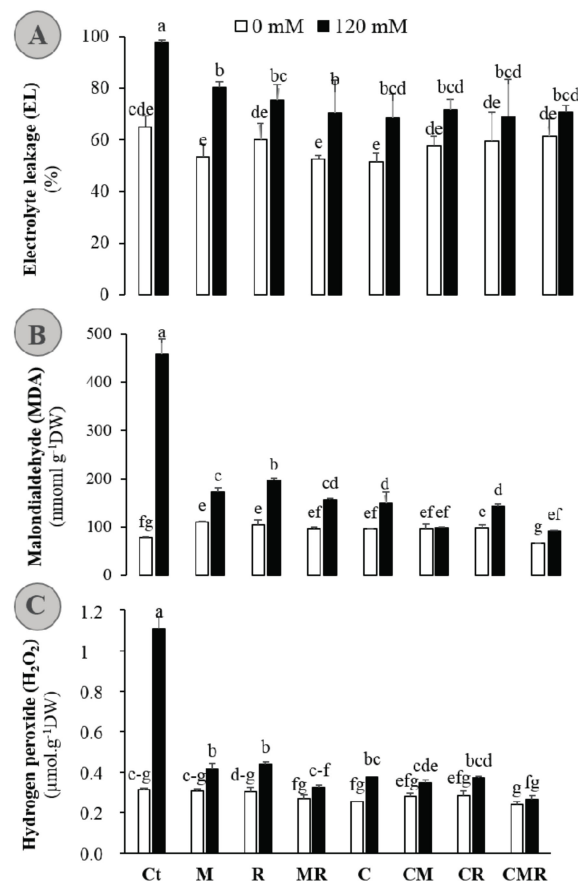 A
0 mM 120 mM
Electrolyte leakage (EL)
(%)
100
80
60
40
20
0
cde a
e b
de bc
e b
e bcd
de bcd
de bcd
de bcd
B
Malondialdehyde (MDA)
(nmoml g⁻¹DW)
500
400
300
200
100
0
fg a
e c
e b
ef cd
ef d
ef ef
c d
g ef
C
Hydrogen peroxide (H₂O₂)
(μmol.g⁻¹DW)
1.2
1
0.8
0.6
0.4
0.2
0.0
c-g a
c-g b
d-g b
fg c-f
fg bc
efg cde
efg bcd
g fg
Ct M R MR C CM CR CMR